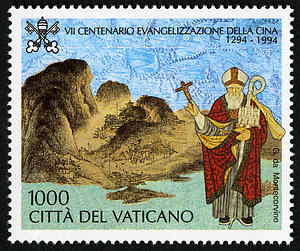 VII CENTENARIO EVANGELIZZAZIONE DELLA CINA
1294 - 1994
G. da Montecorvino
1000
CITTÀ DEL VATICANO